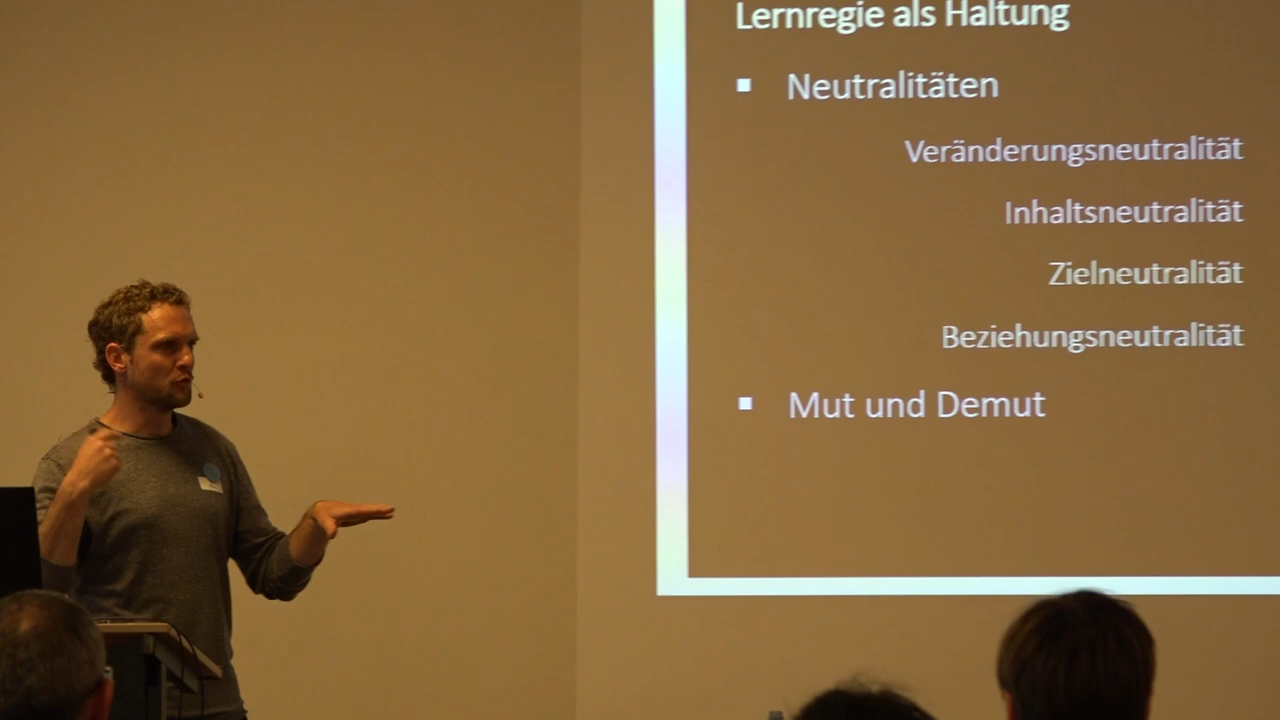 Lernregie als Haltung
Neutralitäten
Veränderungsneutralität
Inhaltsneutralität
Zielneutralität
Beziehungsneutralität
Mut und Demut